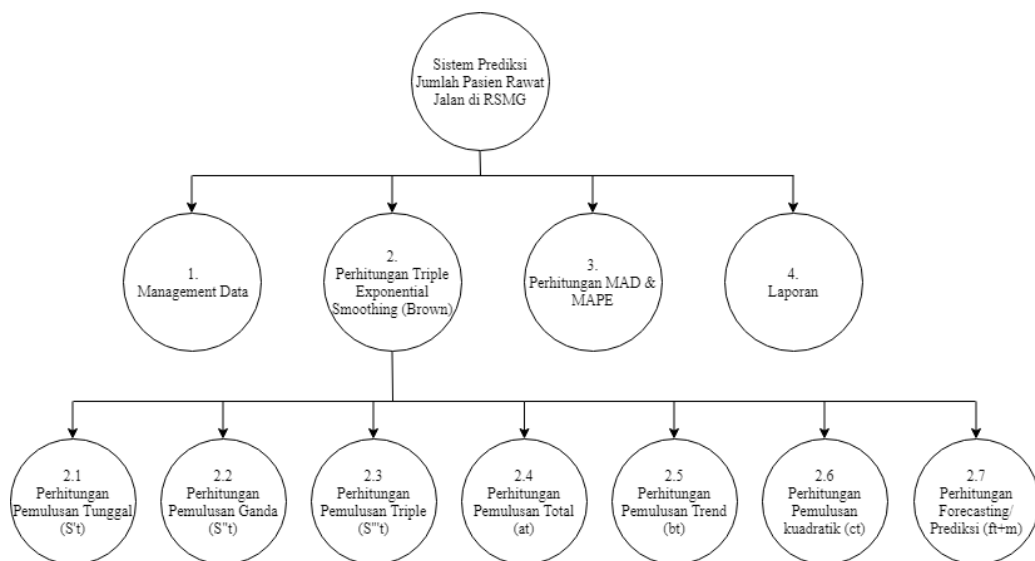 Sistem Prediksi
Jumlah Pasien Rawat
Jalan di RSMG
1.
Management Data
2.
Perhitungan Triple
Exponential
Smoothing (Brown)
3.
Perhitungan MAD &
MAPE
4.
Laporan
2.1
Perhitungan
Pemulusan Tunggal
(S't)
2.2
Perhitungan
Pemulusan Ganda
(S"t)
2.3
Perhitungan
Pemulusan Triple
(S"'t)
2.4
Perhitungan
Pemulusan Total
(at)
2.5
Perhitungan
Pemulusan Trend
(bt)
2.6
Perhitungan
Pemulusan
kuadratik (ct)
2.7
Perhitungan
Forecasting/
Prediksi (ft+m)